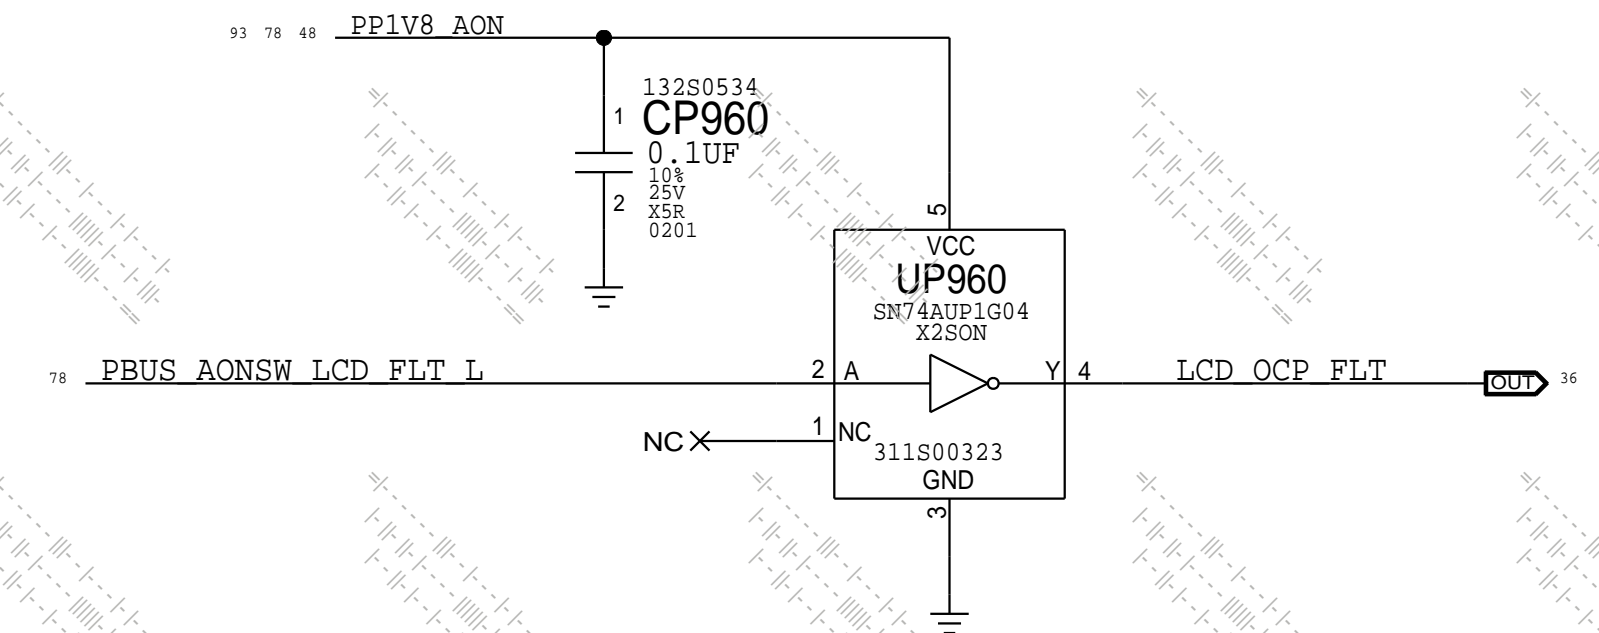 93 78 48 PP1V8_AON
132S0534
1 CP960
0.1UF
10%
25V
2 X5R
0201
5
VCC
UP960
SN74AUP1G04
X2SON
78 PBUS_AONSW_LCD_FLT_L 2 A Y 4 LCD_OCP_FLT OUT 36
NC 1 NC
311S00323
GND
3